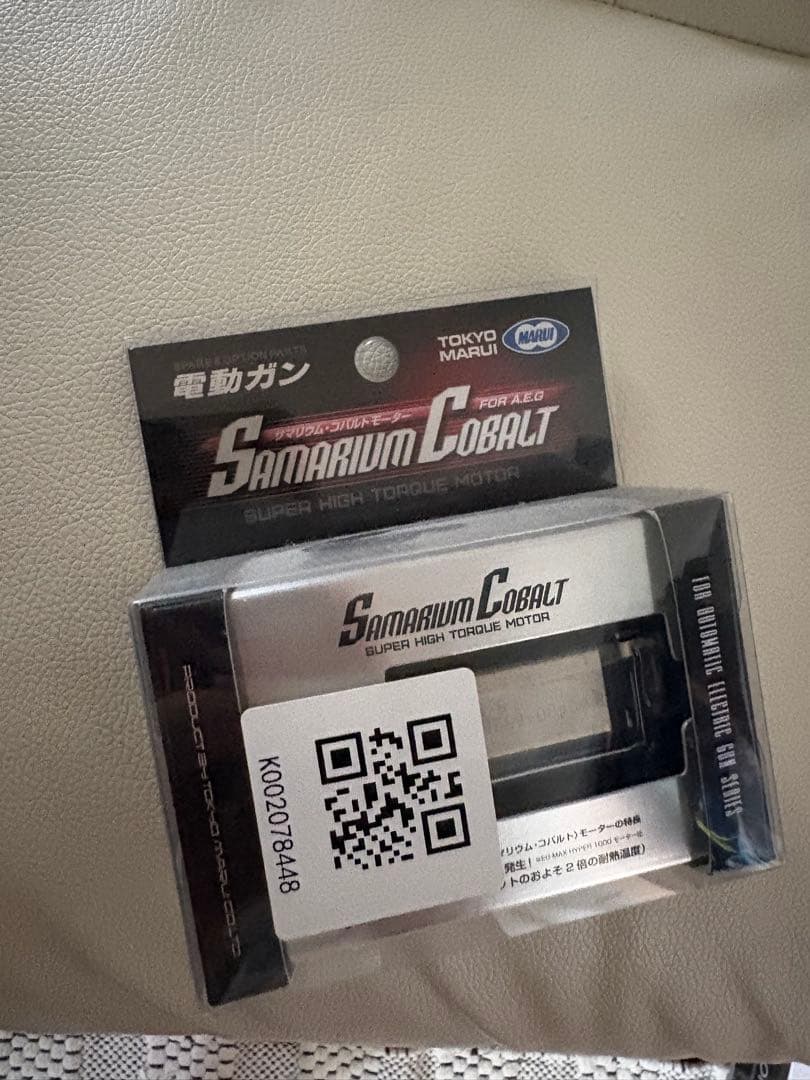 SPARE & OPTION PARTS
電動ガン
TOKYO
MARUI
MARUI
サマリウム・コバルトモーター
FOR A.E.G
SAMARIUM COBALT
SUPER HIGH TORQUE MOTOR
SAMARIUM COBALT
SUPER HIGH TORQUE MOTOR
FOR AUTOMATIC ELECTRIC GUN SERIES
PRODUCT BY TOKYO MARUI CO.,LTD
K002078448
リウム・コバルト)モーターの特長
発生! ※EG MAX HYPER 1000 モーター比
ットのおよそ2倍の耐熱温度)